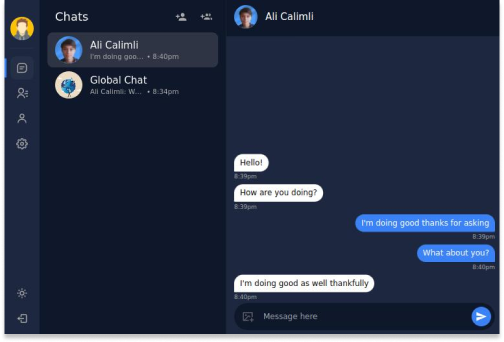 Chats
Ali Calimli
I'm doing goo... • 8:40pm
Global Chat
Ali Calimli: W... • 8:34pm
Ali Calimli
Hello!
8:39pm
How are you doing?
8:39pm
I'm doing good thanks for asking
8:39pm
What about you?
8:40pm
I'm doing good as well thankfully
8:40pm
Message here